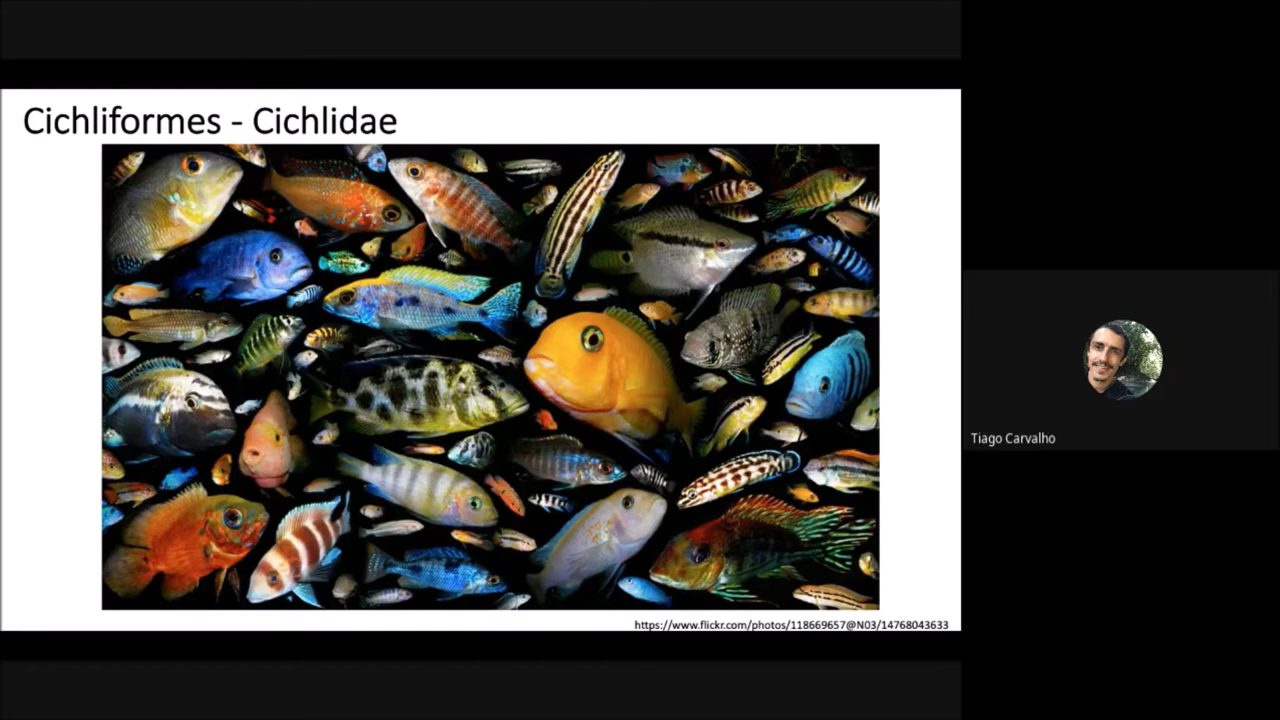 Cichliformes - Cichlidae
https://www.flickr.com/photos/118669657@N03/14768043633
Tiago Carvalho